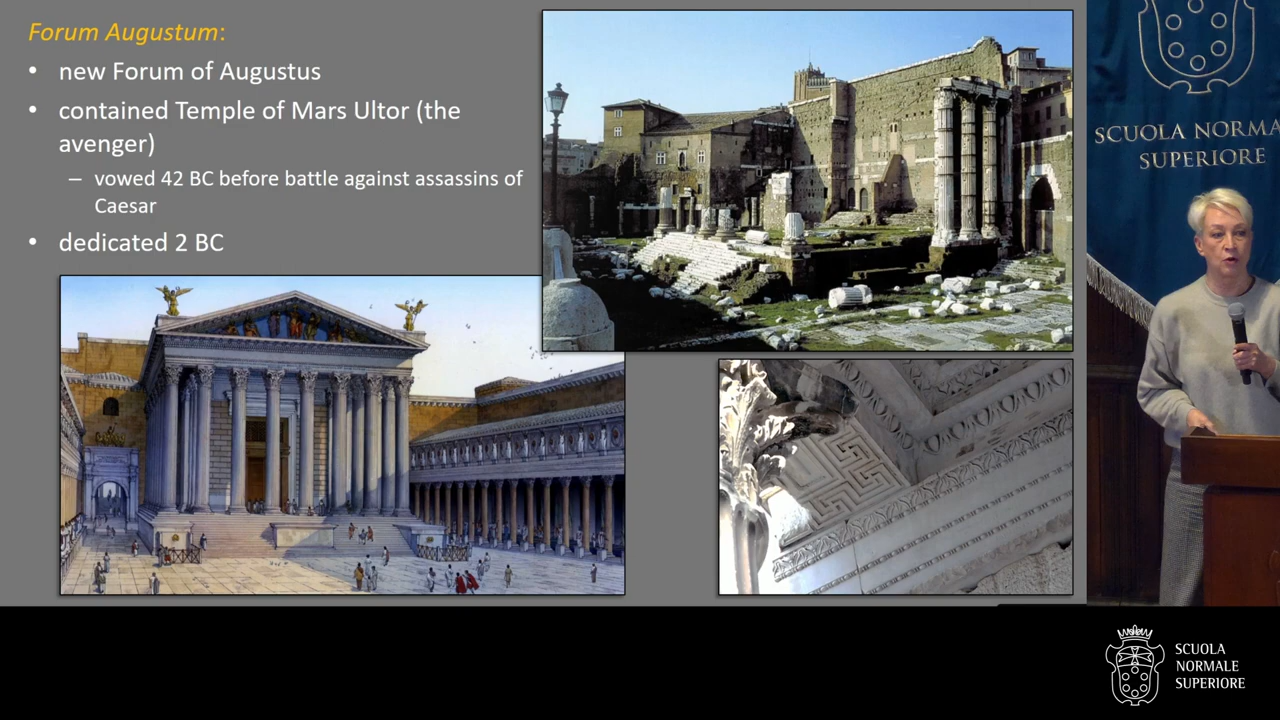 Forum Augustum:
• new Forum of Augustus
• contained Temple of Mars Ultor (the
avenger)
– vowed 42 BC before battle against assassins of
Caesar
• dedicated 2 BC
SCUOLA NORMA
SUPERIORE
SCUOLA
NORMALE
SUPERIORE